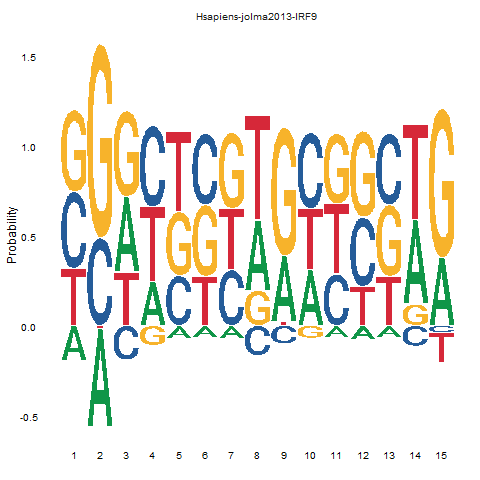 Hsapiens-jolma2013-IRF9
Probability
1.5
1.0
0.5
0.0
-0.5
G G G C T C G T G C G G C T G
C C A T G G T A A T T C G A A
T T T A C T C G T A C T T G C
A A C G A A A C C G A A A C T
1 2 3 4 5 6 7 8 9 10 11 12 13 14 15